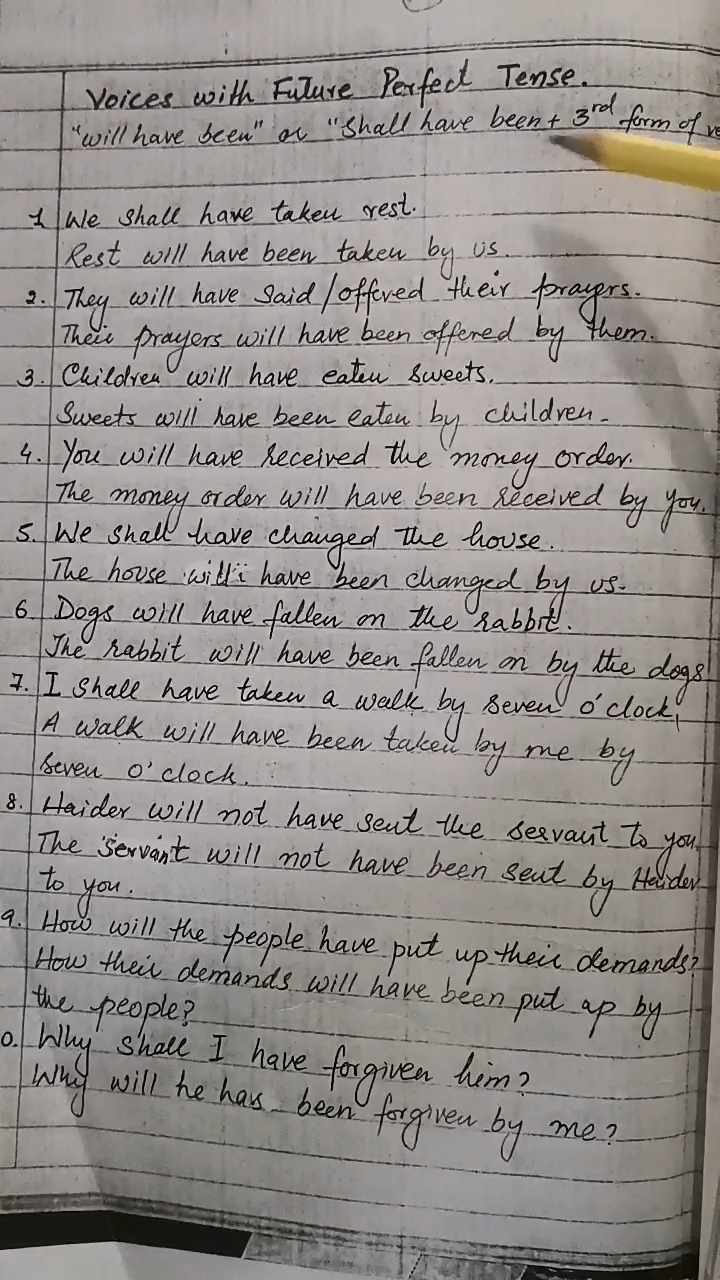 Voices with Future Perfect Tense.
"will have been" or "Shall have been + 3rd form of ve
1. We shall have taken rest.
Rest will have been taken by us.
2. They will have said/offered their prayers.
Their prayers will have been offered by them.
3. Children will have eaten sweets.
Sweets will have been eaten by children.
4. You will have received the money order.
The money order will have been received by you.
5. We shall have changed the house.
The house will have been changed by us.
6. Dogs will have fallen on the rabbit.
The rabbit will have been fallen on by the dogs
7. I shall have taken a walk by seven o'clock,
A walk will have been taken by me by
seven o'clock.
8. Haider will not have sent the servant to you
The servant will not have been sent by Haider
to you.
9. How will the people have put up their demands?
How their demands will have been put up by
the people?
0. Why shall I have forgiven him?
Why will he has been forgiven by me?